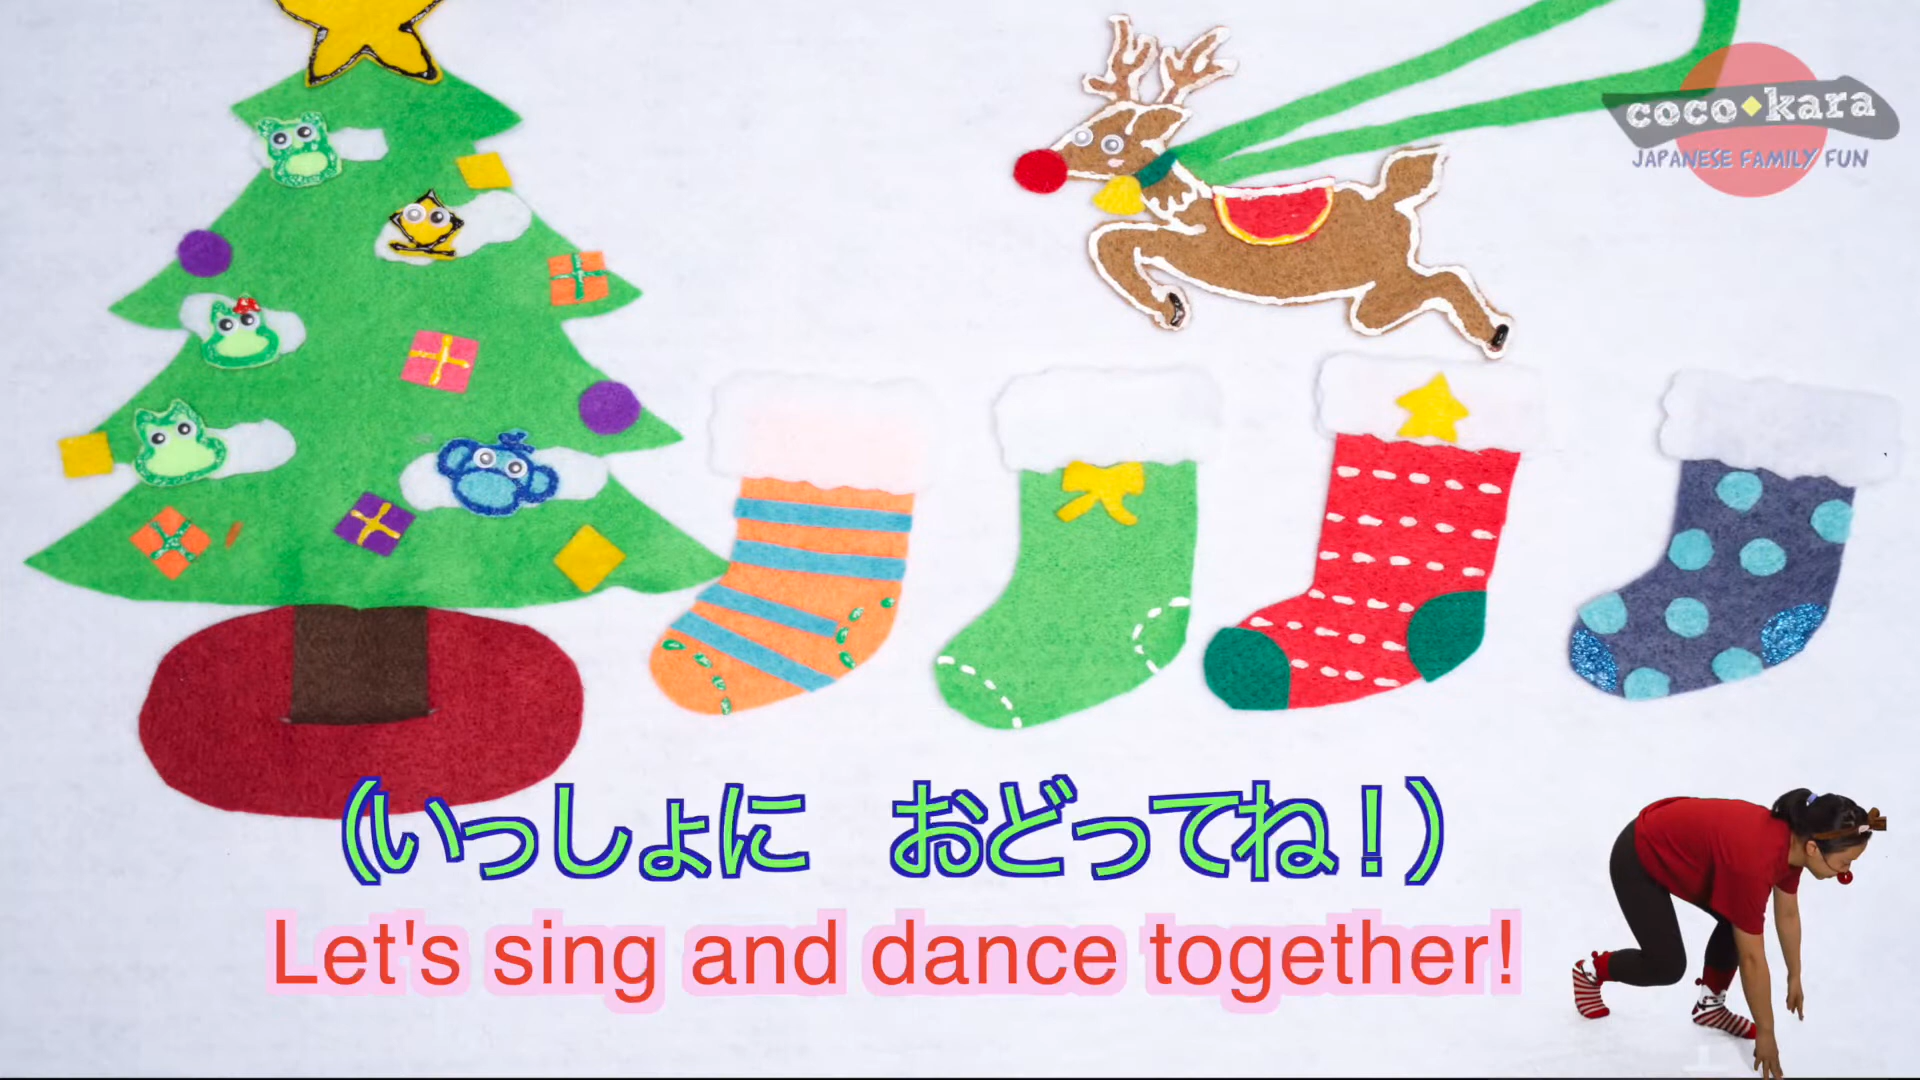 coco◆kara
JAPANESE FAMILY FUN
(いっしょに　おどってね！)
Let's sing and dance together!